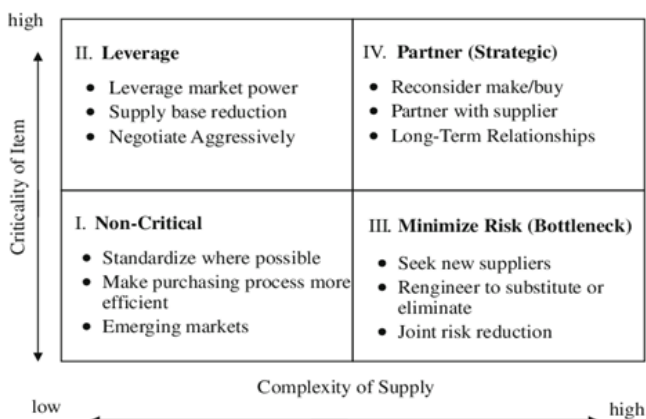 high
II. Leverage
• Leverage market power
• Supply base reduction
• Negotiate Aggressively
IV. Partner (Strategic)
• Reconsider make/buy
• Partner with supplier
• Long-Term Relationships
Criticality of Item
I. Non-Critical
• Standardize where possible
• Make purchasing process more
efficient
• Emerging markets
III. Minimize Risk (Bottleneck)
• Seek new suppliers
• Rengineer to substitute or
eliminate
• Joint risk reduction
Complexity of Supply
low
high